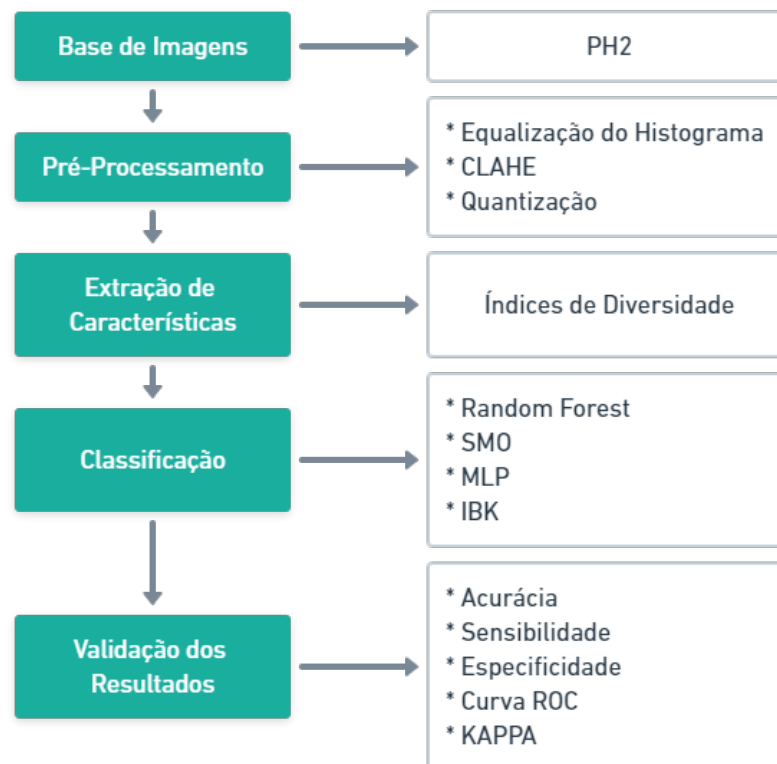 Base de Imagens
PH2
Pré-Processamento
* Equalização do Histograma
* CLAHE
* Quantização
Extração de
Característificas
Índices de Diversidade
Classificação
* Random Forest
* SMO
* MLP
* IBK
Validação dos
Resultados
* Acurácia
* Sensibilidade
* Especificidade
* Curva ROC
* KAPPA